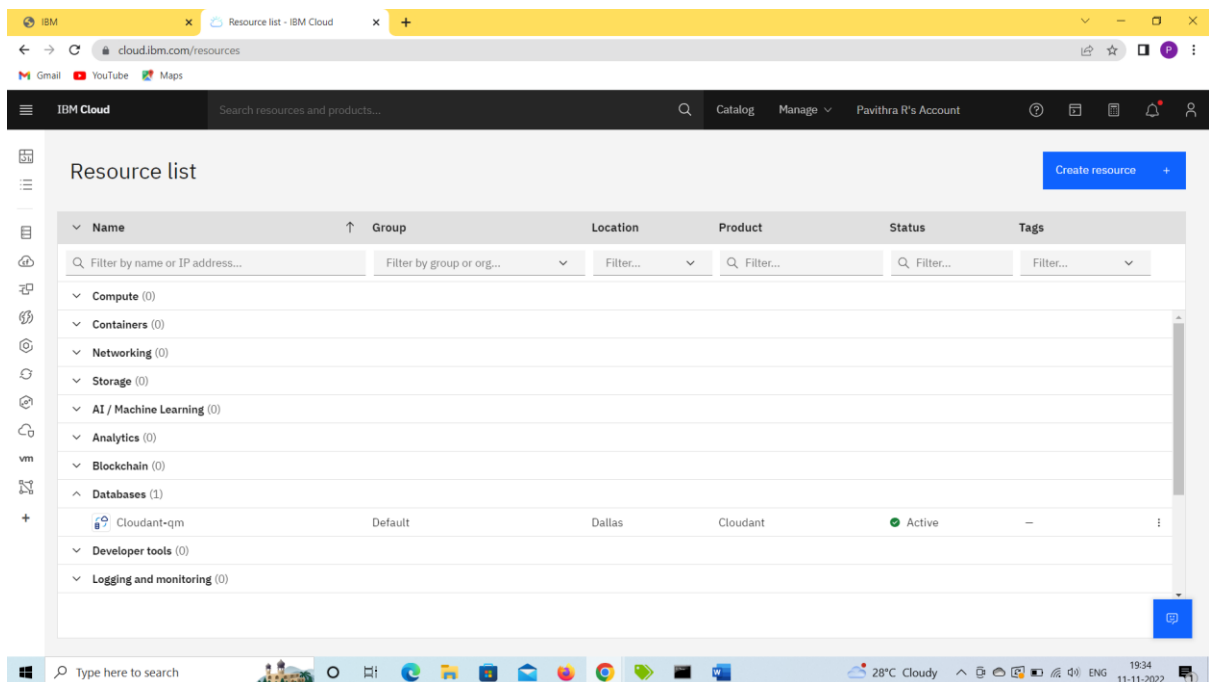 IBM
Resource list - IBM Cloud
cloud.ibm.com/resources
P
Gmail YouTube Maps
IBM Cloud Search resources and products... Catalog Manage Pavithra R's Account
Resource list
Create resource +
Name Group Location Product Status Tags
Filter by name or IP address... Filter by group or org... Filter... Filter... Filter... Filter...
Compute (0)
Containers (0)
Networking (0)
Storage (0)
AI / Machine Learning (0)
Analytics (0)
vm
Blockchain (0)
Databases (1)
Cloudant-qm Default Dallas Cloudant Active –
Developer tools (0)
Logging and monitoring (0)
Type here to search
28°C Cloudy ENG 19:34
11-11-2022